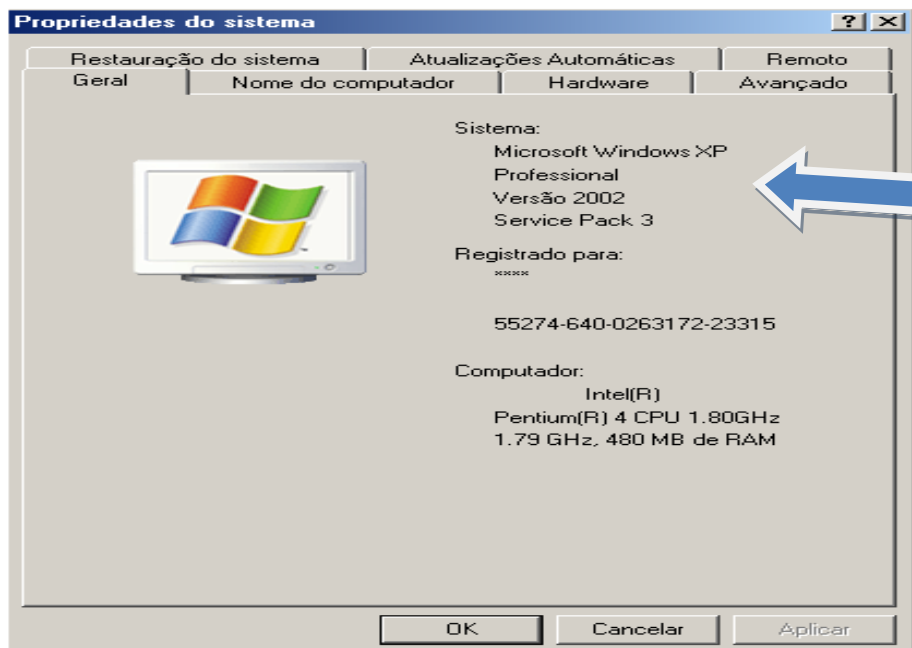 Propriedades do sistema
Restauração do sistema
Atualizações Automáticas
Remoto
Geral
Nome do computador
Hardware
Avançado
Sistema:
Microsoft Windows XP
Professional
Versão 2002
Service Pack 3
Registrado para:
****
55274-640-0263172-23315
Computador:
Intel(R)
Pentium(R) 4 CPU 1.80GHz
1.79 GHz, 480 MB de RAM
OK
Cancelar
Aplicar